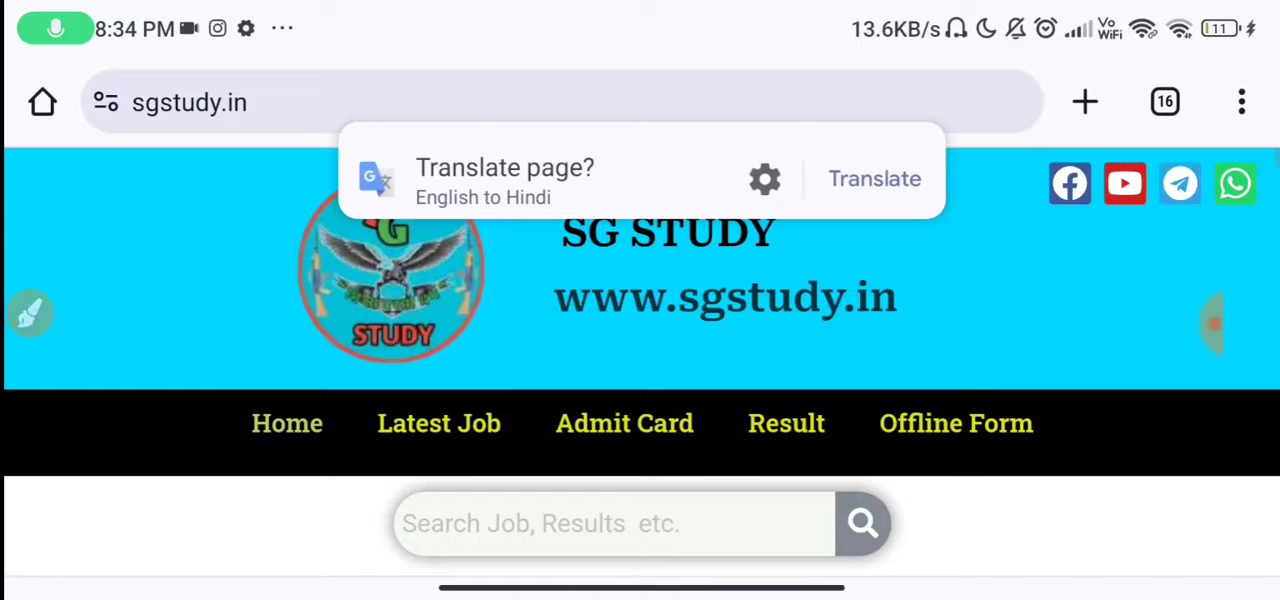 8:34 PM
13.6KB/s
Vo
WiFi
11
sgstudy.in
16
Translate page?
English to Hindi
Translate
G
SG STUDY
www.sgstudy.in
STUDY
Home
Latest Job
Admit Card
Result
Offline Form
Search Job, Results etc.